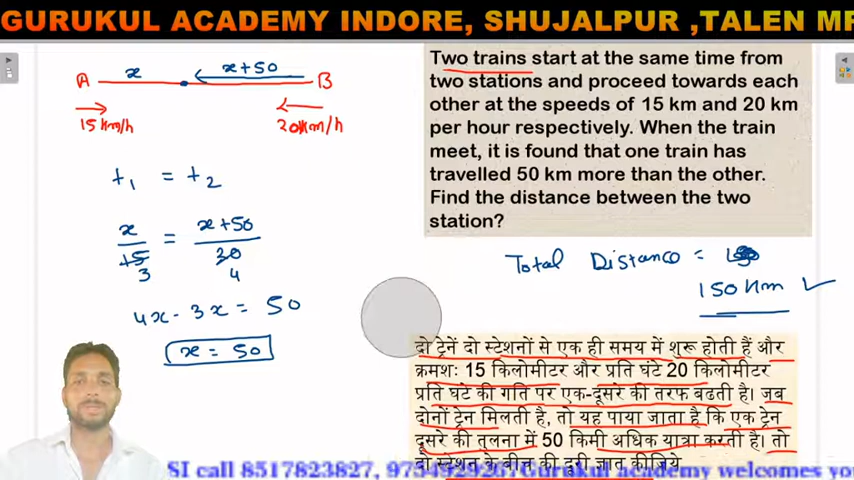 GURUKUL ACADEMY INDORE, SHUJALPUR ,TALEN MP
A x x+50 B
15 km/h 20km/h
t₁ = t₂
x/15 = x+50/20
3 4
4x - 3x = 50
x = 50
Two trains start at the same time from
two stations and proceed towards each
other at the speeds of 15 km and 20 km
per hour respectively. When the train
meet, it is found that one train has
travelled 50 km more than the other.
Find the distance between the two
station?
Total Distance =
150 Km ✓
दो ट्रेनें दो स्टेशनों से एक ही समय में शुरू होती हैं और
क्रमशः 15 किलोमीटर और प्रति घंटे 20 किलोमीटर
प्रति घंटे की गति पर एक-दूसरे की तरफ बढती है। जब
दोनों ट्रेन मिलती है, तो यह पाया जाता है कि एक ट्रेन
दूसरे की तुलना में 50 किमी अधिक यात्रा करती है। तो
दो स्टेशन के बीच की दूरी ज्ञात कीजिये
SI call 8517823827, Gurukul academy welcomes yo